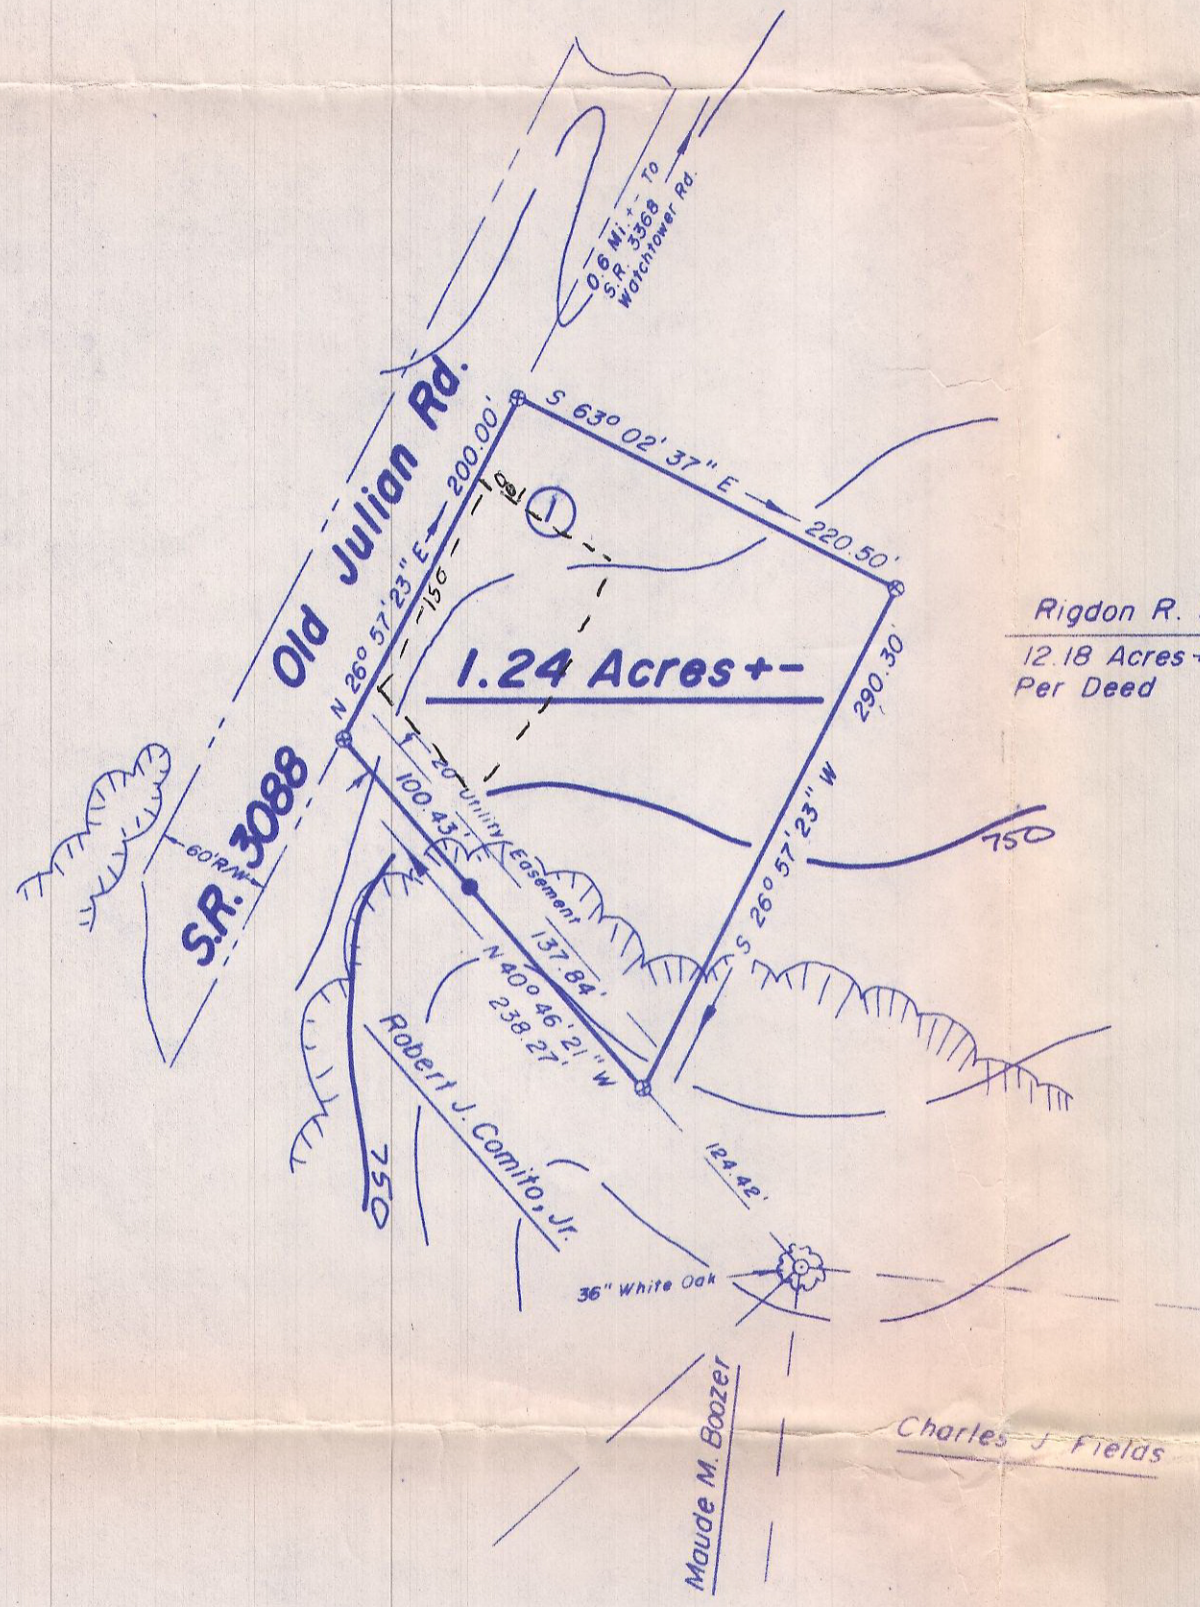 0.6 Mi.+- To
S.R. 3368
Watchtower Rd.
S.R. 3088 Old Julian Rd.
60' R/W
N 26° 57' 23" E 200.00'
150
S 63° 02' 37" E 220.50'
1
1.24 Acres+-
Rigdon R.
12.18 Acres+
Per Deed
S 26° 57' 23" W 290.30'
20' Utility Easement
100.43'
137.84'
N 40° 46' 21" W
238.27'
750
750
Robert J. Comito, Jr.
124.42'
36" White Oak
Maude M. Boozer
Charles J Fields